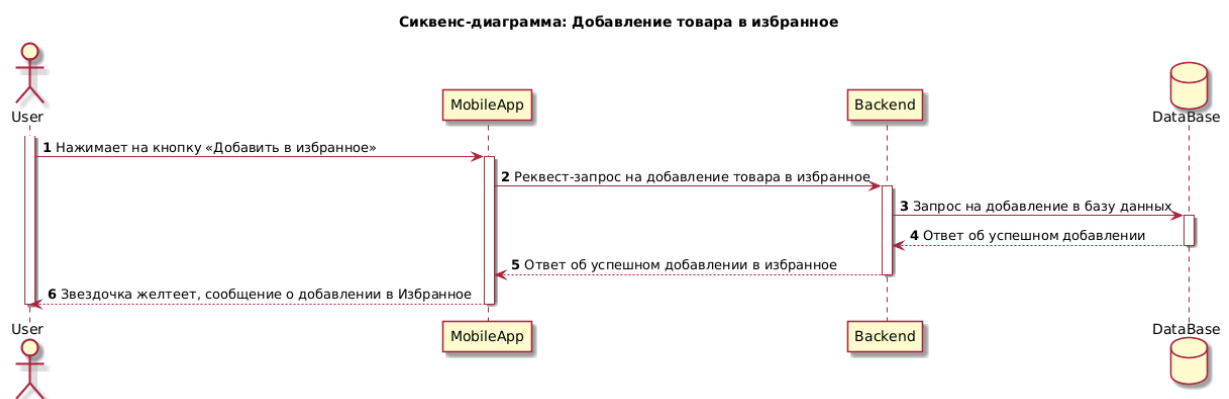 Сиквенс-диаграмма: Добавление товара в избранное
User
MobileApp
Backend
DataBase
1 Нажимает на кнопку «Добавить в избранное»
2 Реквест-запрос на добавление товара в избранное
3 Запрос на добавление в базу данных
4 Ответ об успешном добавлении
5 Ответ об успешном добавлении в избранное
6 Звездочка желтеет, сообщение о добавлении в Избранное
User
MobileApp
Backend
DataBase